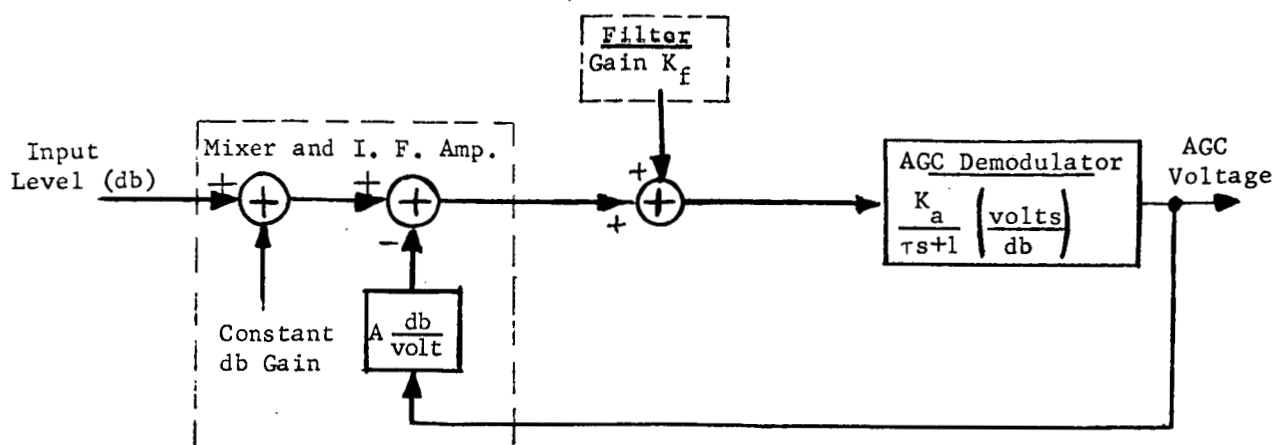 Filter
Gain K_f
Mixer and I. F. Amp.
Input
Level (db)
+
+
+
+
-
+
+
+
AGC Demodulator
K_a
τs+1
(volts
db)
AGC
Voltage
Constant
db Gain
A db
volt